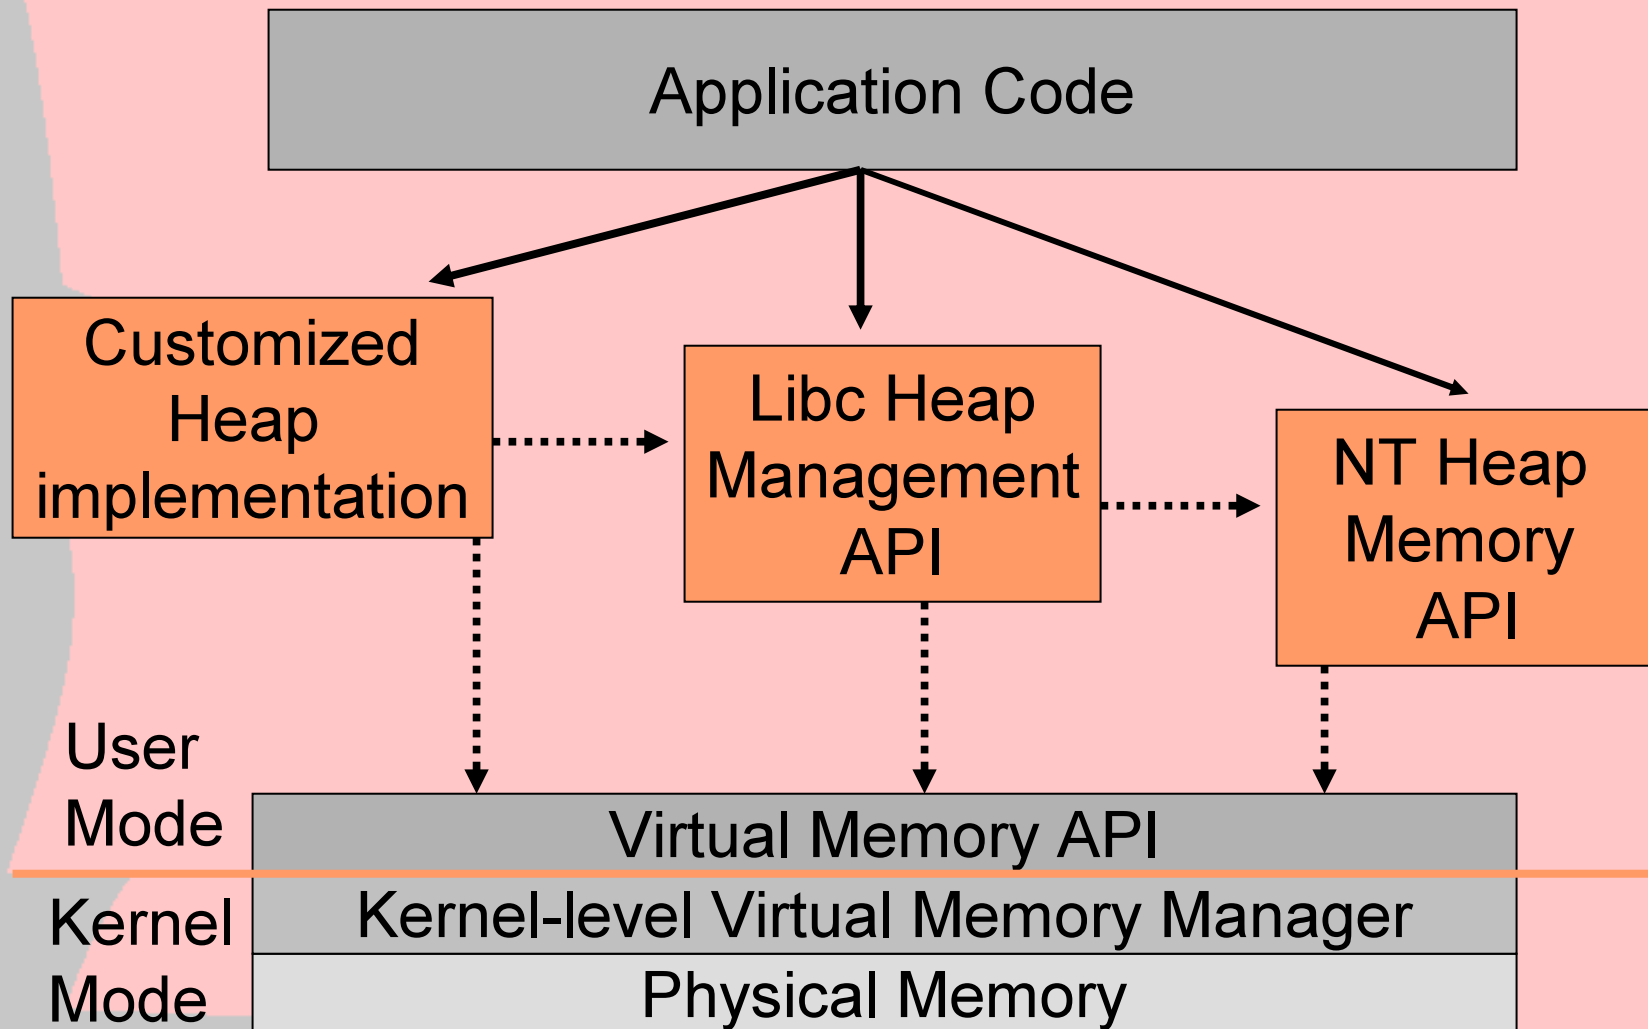 Application Code
Customized
Heap
implementation
Libc Heap
Management
API
NT Heap
Memory
API
User
Mode
Virtual Memory API
Kernel
Mode
Kernel-level Virtual Memory Manager
Physical Memory